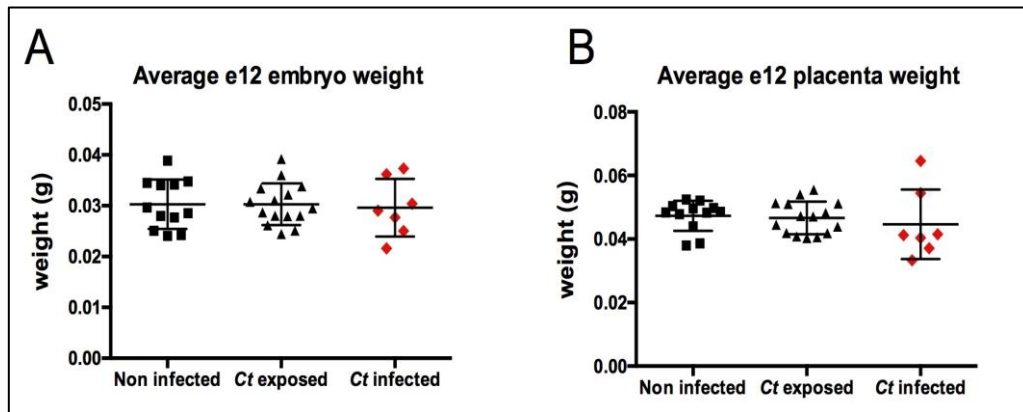 A
Average e12 embryo weight
weight (g)
0.05
0.04
0.03
0.02
0.01
0.00
Non infected Ct exposed Ct infected
B
Average e12 placenta weight
weight (g)
0.08
0.06
0.04
0.02
0.00
Non infected Ct exposed Ct infected